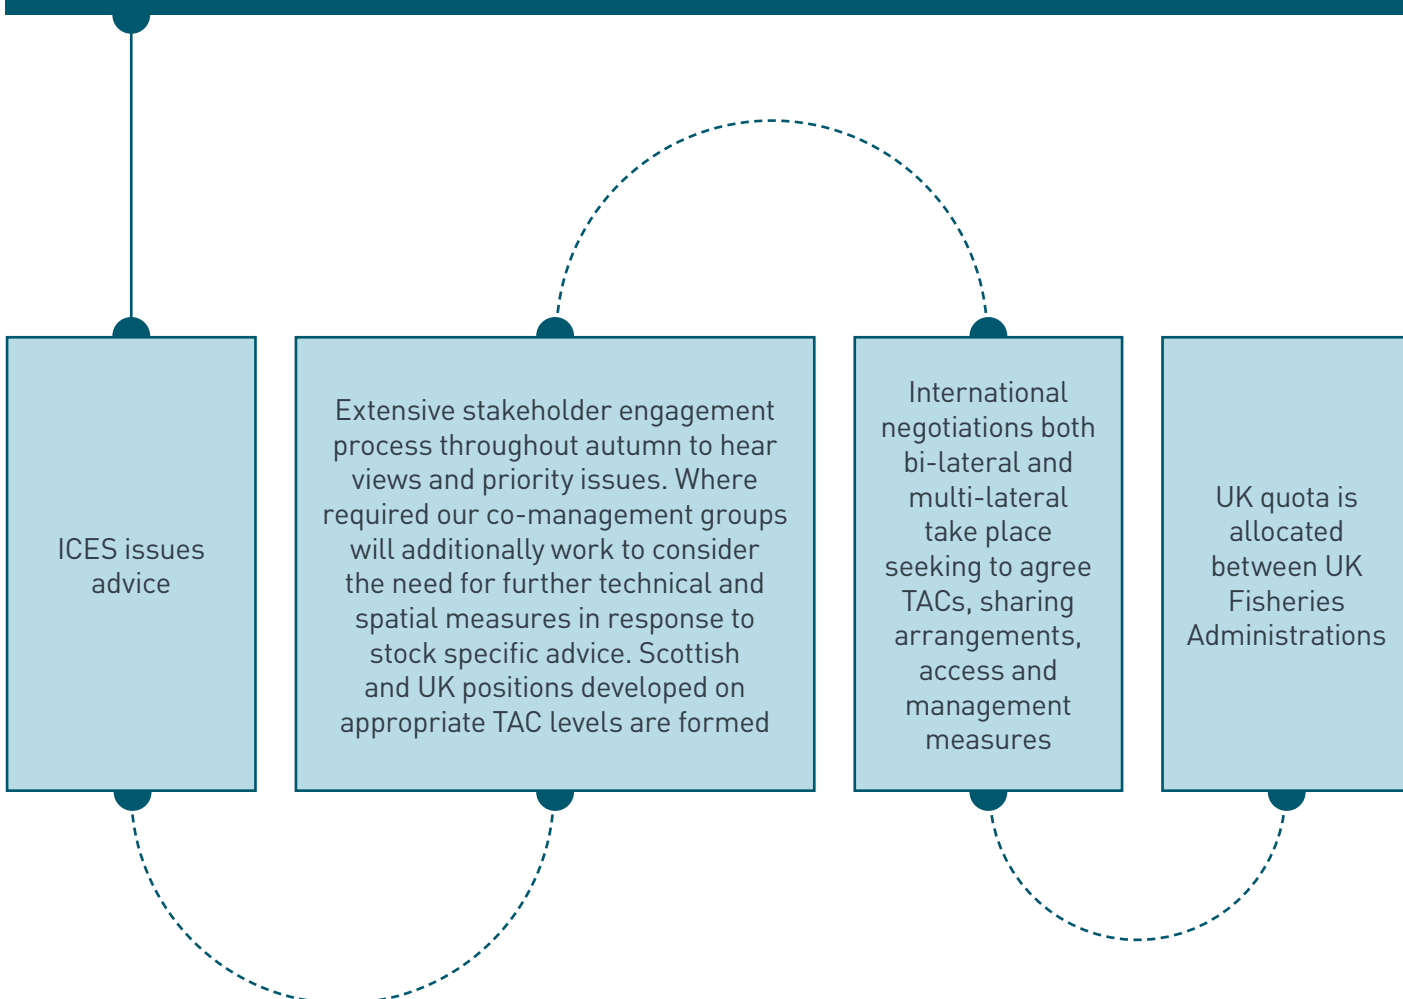 ICES issues
advice
Extensive stakeholder engagement
process throughout autumn to hear
views and priority issues. Where
required our co-management groups
will additionally work to consider
the need for further technical and
spatial measures in response to
stock specific advice. Scottish
and UK positions developed on
appropriate TAC levels are formed
International
negotiations both
bi-lateral and
multi-lateral
take place
seeking to agree
TACs, sharing
arrangements,
access and
management
measures
UK quota is
allocated
between UK
Fisheries
Administrations